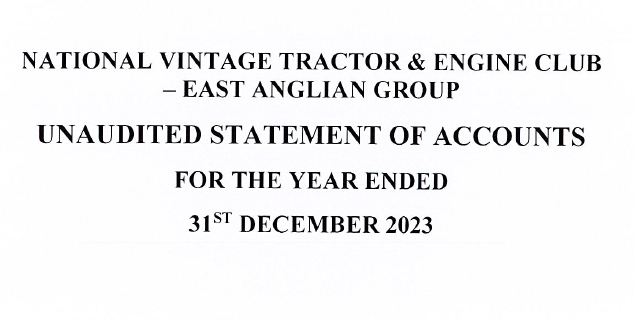 NATIONAL VINTAGE TRACTOR & ENGINE CLUB
– EAST ANGLIAN GROUP
UNAUDITED STATEMENT OF ACCOUNTS
FOR THE YEAR ENDED
31ST DECEMBER 2023